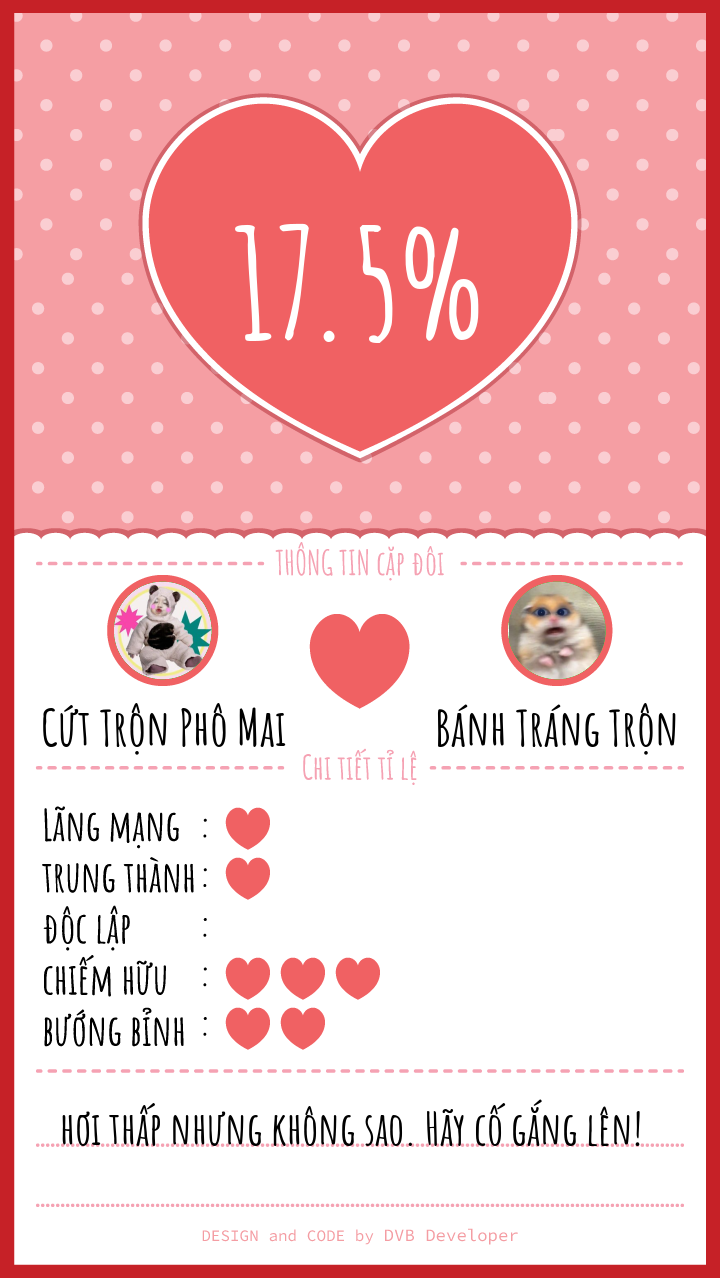 17.5%
THÔNG TIN CẶP ĐÔI
CỨT TRỘN PHÔ MAI
BÁNH TRÁNG TRỘN
CHI TIẾT TỈ LỆ
LÃNG MẠNG :
TRUNG THÀNH :
ĐỘC LẬP :
CHIẾM HỮU :
BƯỚNG BỈNH :
HƠI THẤP NHƯNG KHÔNG SAO. HÃY CỐ GẮNG LÊN!
DESIGN and CODE by DVB Developer